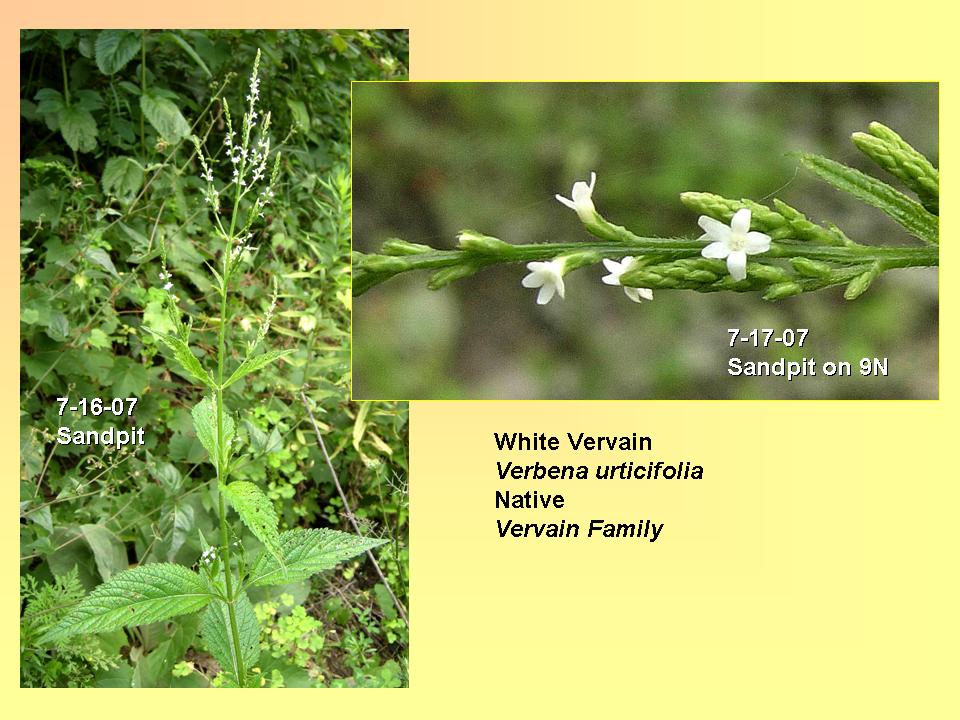 7-16-07
Sandpit
7-17-07
Sandpit on 9N
White Vervain
Verbena urticifolia
Native
Vervain Family